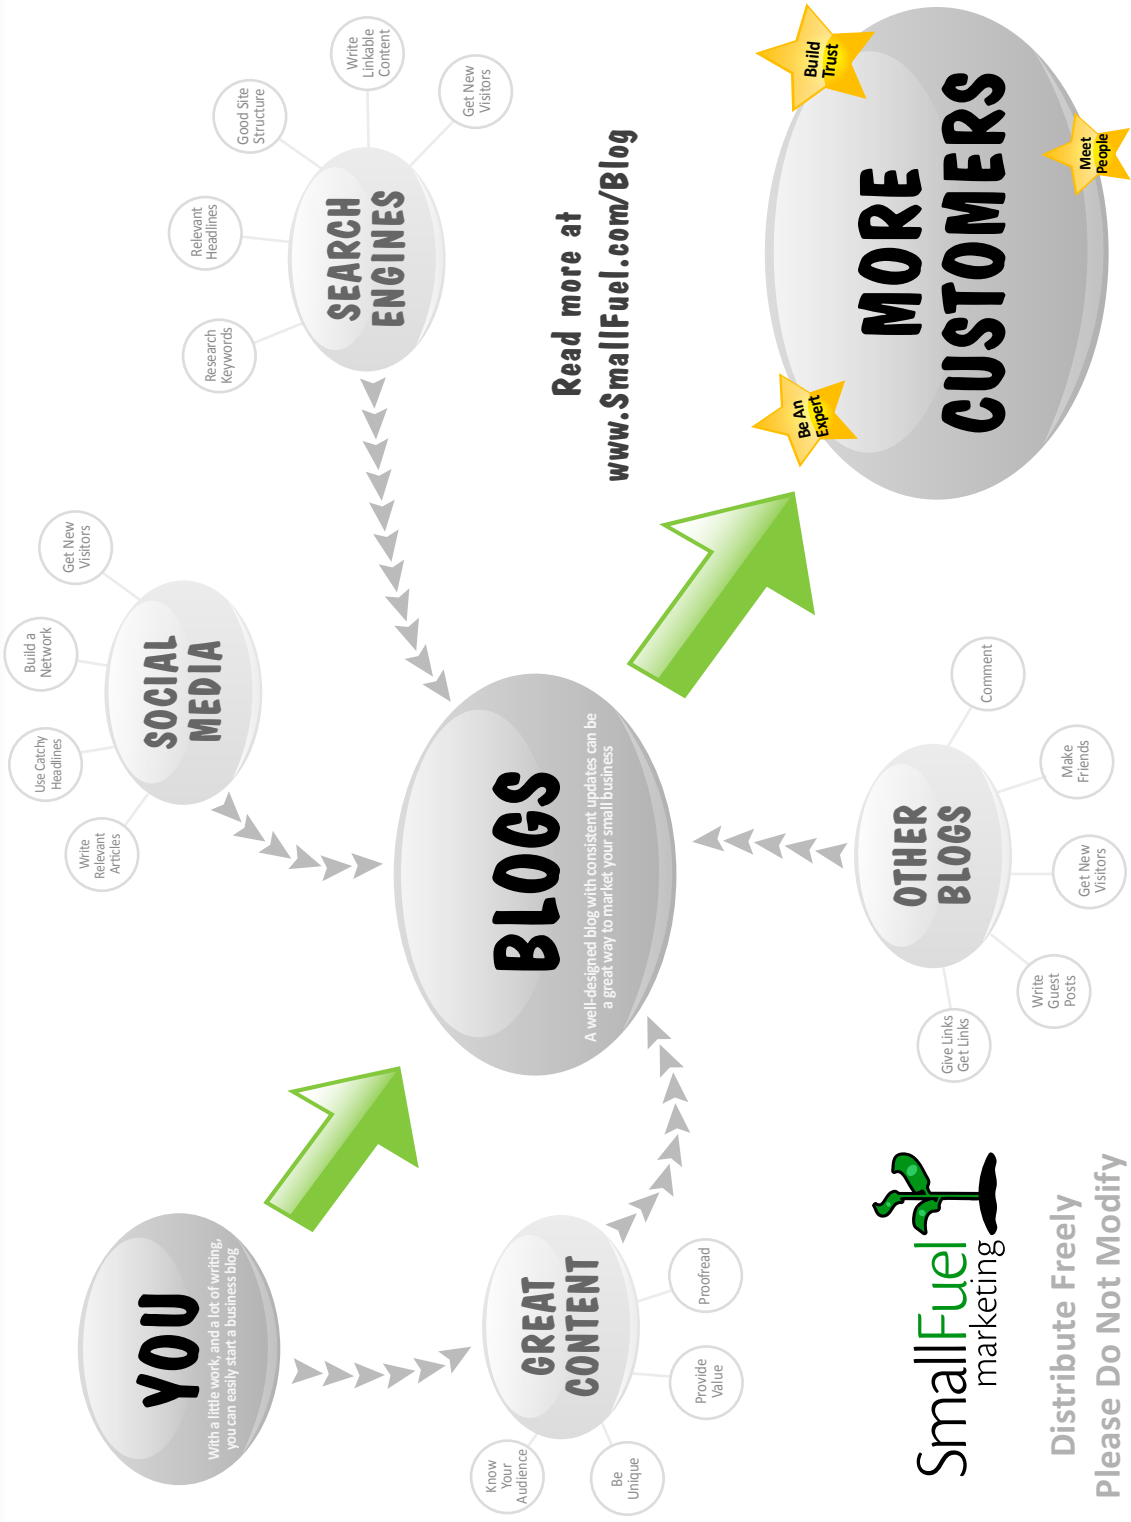 YOU
With a little work, and a lot of writing,
you can easily start a business blog
GREAT
CONTENT
Know
Your
Audience
Be
Unique
Provide
Value
Proofread
BLOGS
A well-designed blog with consistent updates can be
a great way to market your small business
SOCIAL
MEDIA
Write
Relevant
Articles
Use Catchy
Headlines
Build a
Network
Get New
Visitors
SEARCH
ENGINES
Research
Keywords
Relevant
Headlines
Good Site
Structure
Write
Linkable
Content
Get New
Visitors
OTHER
BLOGS
Give Links
Get Links
Write
Guest
Posts
Get New
Visitors
Make
Friends
Comment
Read more at
www.SmallFuel.com/Blog
MORE
CUSTOMERS
Be An
Expert
Build
Trust
Meet
People
SmallFuel
marketing
Distribute Freely
Please Do Not Modify